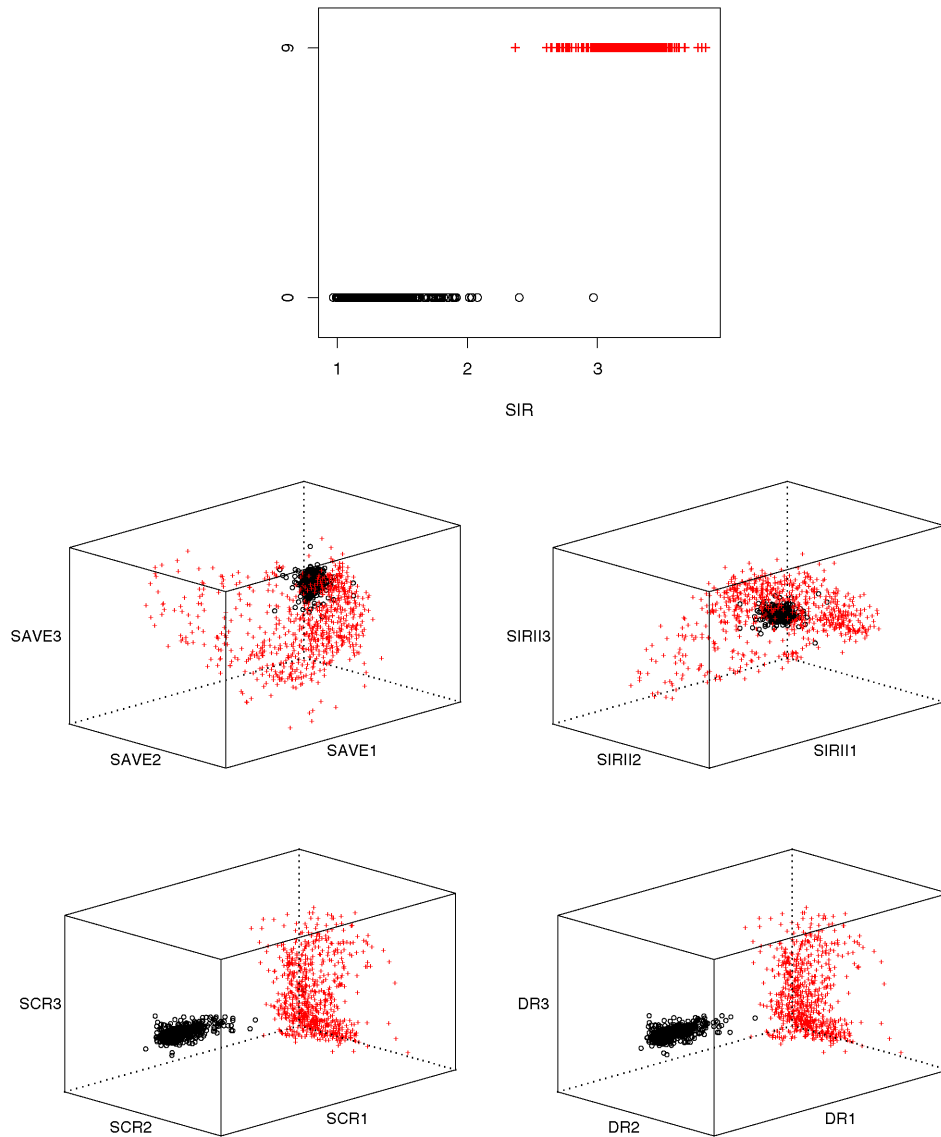 9
0
1 2 3
SIR
SAVE3
SAVE2
SAVE1
SIRII3
SIRII2
SIRII1
SCR3
SCR2
SCR1
DR3
DR2
DR1